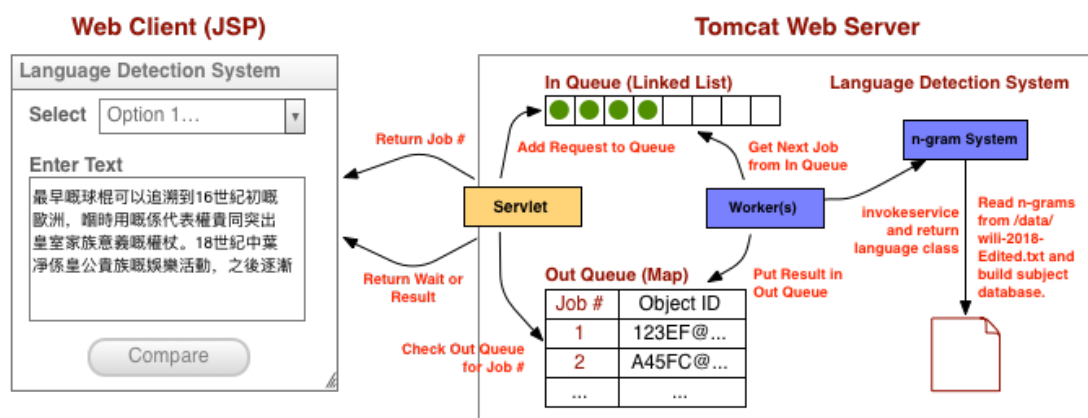 Web Client (JSP)
Tomcat Web Server
Language Detection System
Select
Option 1...
Enter Text
最早嘅球棍可以追溯到16世紀初嘅
歐洲，嗰時用嘅係代表權貴同突出
皇室家族意義嘅權杖。18世紀中葉
凈係皇公貴族嘅娛樂活動，之後逐漸
Compare
Return Job #
Return Wait or
Result
Servlet
In Queue (Linked List)
Add Request to Queue
Get Next Job
from In Queue
Worker(s)
Put Result in
Out Queue
Check Out Queue
for Job #
Out Queue (Map)
Job # Object ID
1 123EF@...
2 A45FC@...
... ...
Language Detection System
n-gram System
invokeservice
and return
language class
Read n-grams
from /data/
wili-2018-
Edited.txt and
build subject
database.